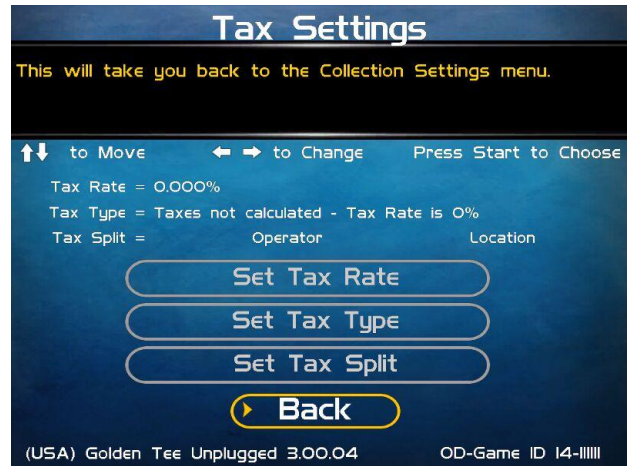 Tax Settings
This will take you back to the Collection Settings menu.
to Move to Change Press Start to Choose
Tax Rate = 0.000%
Tax Type = Taxes not calculated - Tax Rate is 0%
Tax Split = Operator Location
Set Tax Rate
Set Tax Type
Set Tax Split
Back
(USA) Golden Tee Unplugged 3.00.04 OD-Game ID 14-111111